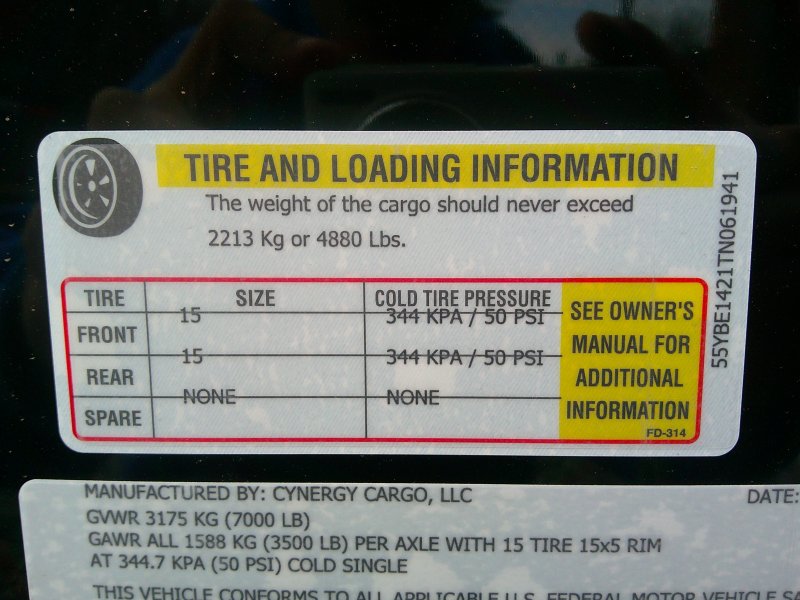 TIRE AND LOADING INFORMATION
The weight of the cargo should never exceed
2213 Kg or 4880 Lbs.
TIRE SIZE COLD TIRE PRESSURE
FRONT 15 344 KPA / 50 PSI
REAR 15 344 KPA / 50 PSI
SPARE NONE NONE
SEE OWNER'S
MANUAL FOR
ADDITIONAL
INFORMATION
FD-314
55YBE1421TN061941
MANUFACTURED BY: CYNERGY CARGO, LLC DATE:
GVWR 3175 KG (7000 LB)
GAWR ALL 1588 KG (3500 LB) PER AXLE WITH 15 TIRE 15x5 RIM
AT 344.7 KPA (50 PSI) COLD SINGLE
THIS VEHICLE CONFORMS TO ALL APPLICABLE U.S. FEDERAL MOTOR VEHICLE